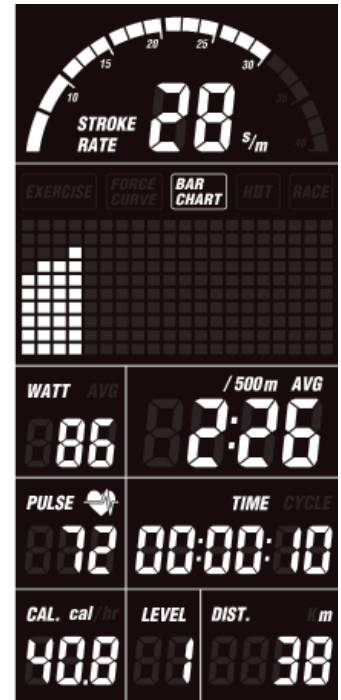 10 15 20 25 30 35 40
STROKE
RATE 28 s/m
EXERCISE FORCE CURVE BAR CHART HIIT RACE
WATT AVG /500m AVG
86 2:26
PULSE TIME CYCLE
72 00:00:10
CAL. cal/hr LEVEL DIST. Km
40.8 1 38